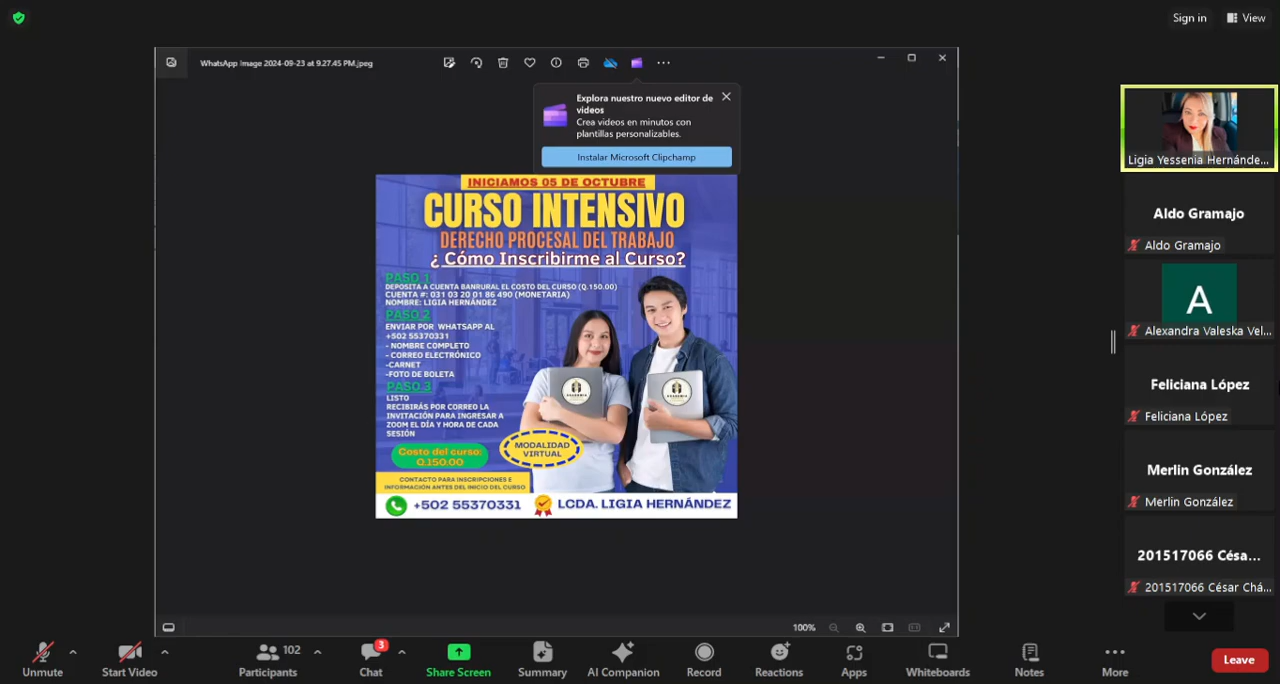 Sign in
View
WhatsApp Image 2024-09-23 at 9.27.45 PM.jpeg
Explora nuestro nuevo editor de
videos
Crea videos en minutos con
plantillas personalizables.
Instalar Microsoft Clipchamp
INICIAMOS 05 DE OCTUBRE
CURSO INTENSIVO
DERECHO PROCESAL DEL TRABAJO
¿ Cómo Inscribirme al Curso?
PASO 1
DEPOSITA A CUENTA BANRURAL EL COSTO DEL CURSO (Q.150.00)
CUENTA #: 031 03 20 01 86 490 (MONETARIA)
NOMBRE: LIGIA HERNÁNDEZ
PASO 2
ENVIAR POR WHATSAPP AL
+502 55370331
- NOMBRE COMPLETO
- CORREO ELECTRÓNICO
-CARNET
-FOTO DE BOLETA
PASO 3
LISTO
RECIBIRÁS POR CORREO LA
INVITACIÓN PARA INGRESAR A
ZOOM EL DÍA Y HORA DE CADA
SESIÓN
Costo del curso:
Q.150.00
MODALIDAD
VIRTUAL
CONTACTO PARA INSCRIPCIONES E
INFORMACIÓN ANTES DEL INICIO DEL CURSO
+502 55370331
LCDA. LIGIA HERNÁNDEZ
100%
Ligia Yessenia Hernánde...
Aldo Gramajo
Aldo Gramajo
A
Alexandra Valeska Vel...
Feliciana López
Feliciana López
Merlin González
Merlin González
201517066 Césa...
201517066 César Chá...
Unmute
Start Video
Participants
102
Chat
3
Share Screen
Summary
AI Companion
Record
Reactions
Apps
Whiteboards
Notes
More
Leave